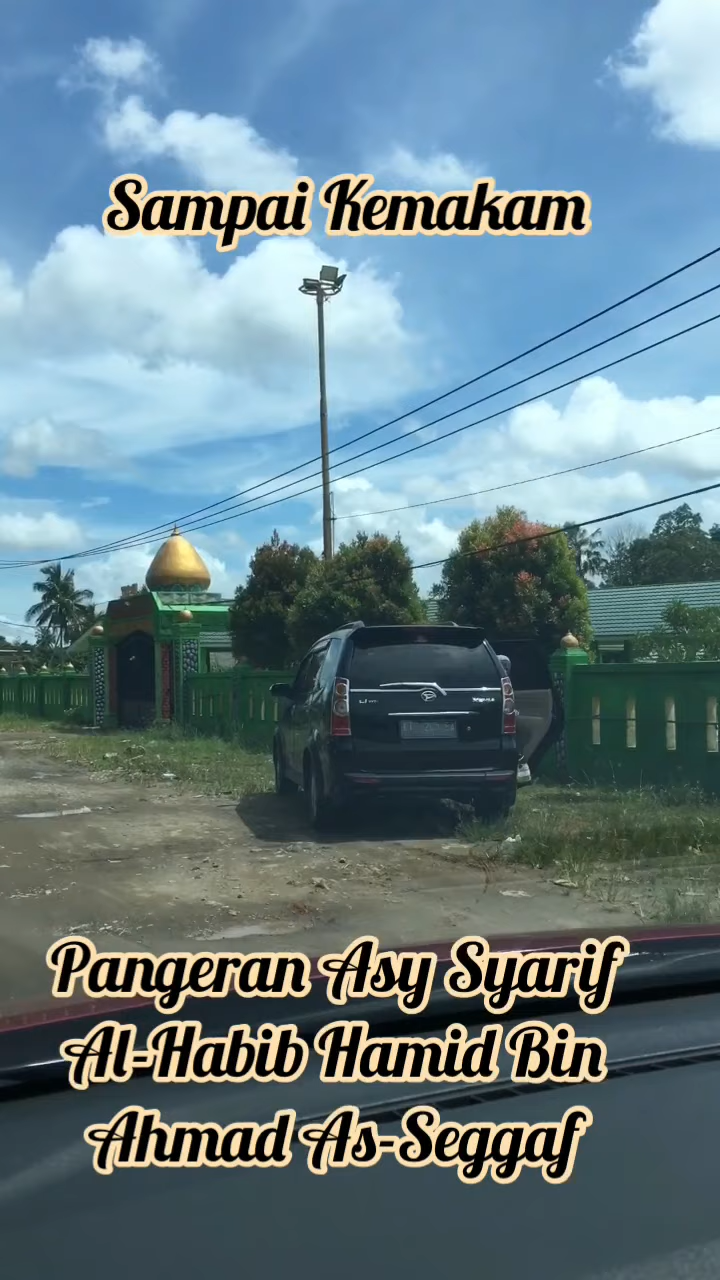 Sampai Kemakam
Pangeran Asy Syarif
Al-Habib Hamid Bin
Ahmad As-Seggaf